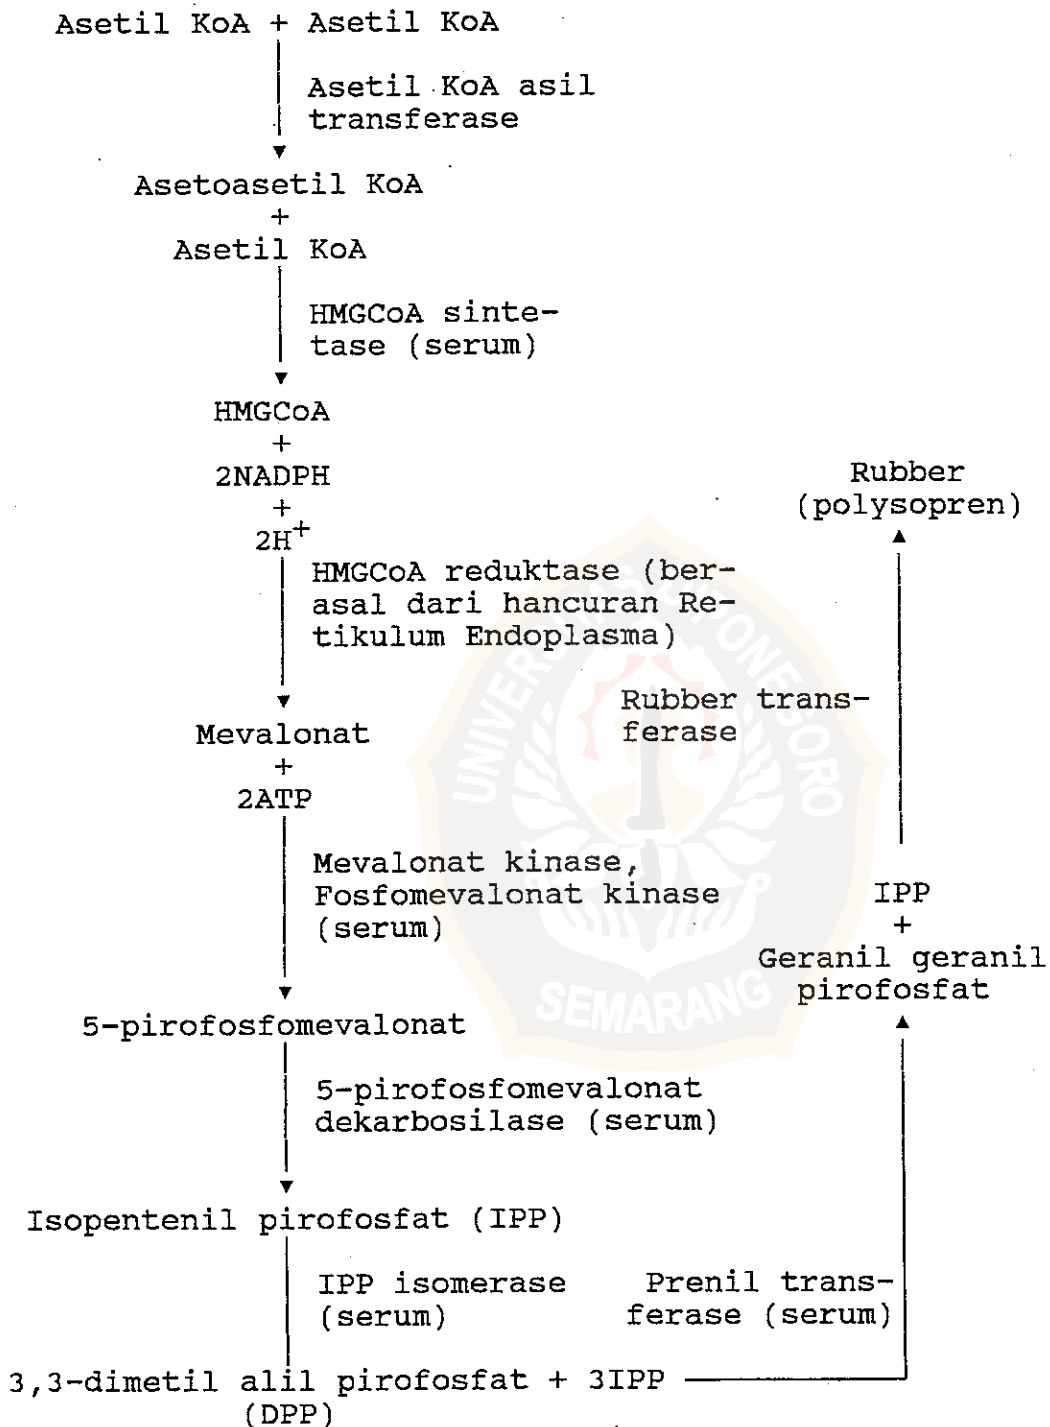 Asetil KoA + Asetil KoA
Asetil KoA asil
transferase
Asetoasetil KoA
+
Asetil KoA
HMGCoA sinte-
tase (serum)
HMGCoA
+
2NADPH
+
2H+
HMGCoA reduktase (ber-
asal dari hancuran Re-
tikulum Endoplasma)
Mevalonat
+
2ATP
Mevalonat kinase,
Fosfomevalonat kinase
(serum)
5-pirofosfomevalonat
5-pirofosfomevalonat
dekarbosilase (serum)
Isopentenil pirofosfat (IPP)
IPP isomerase
(serum)
3,3-dimetil alil pirofosfat + 3IPP
(DPP)
Prenil trans-
ferase (serum)
Geranil geranil
pirofosfat
+
IPP
Rubber trans-
ferase
Rubber
(polysopren)
UNIVERSITAS DIPONEGORO
SEMARANG